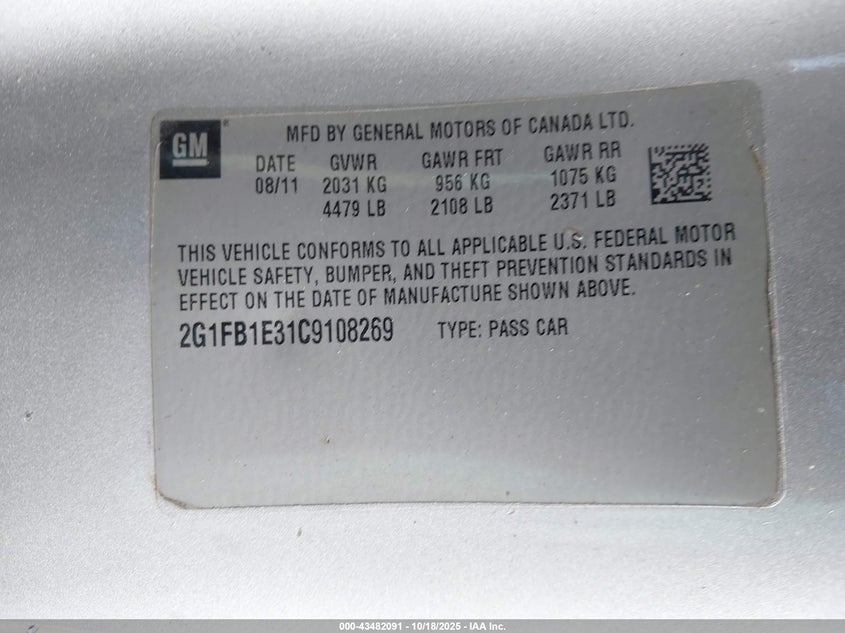 GM®
MFD BY GENERAL MOTORS OF CANADA LTD.
DATE GVWR GAWR FRT GAWR RR
08/11 2031 KG 956 KG 1075 KG
4479 LB 2108 LB 2371 LB
THIS VEHICLE CONFORMS TO ALL APPLICABLE U.S. FEDERAL MOTOR
VEHICLE SAFETY, BUMPER, AND THEFT PREVENTION STANDARDS IN
EFFECT ON THE DATE OF MANUFACTURE SHOWN ABOVE.
2G1FB1E31C9108269 TYPE: PASS CAR
000-43482091 - 10/18/2025 - IAA Inc.